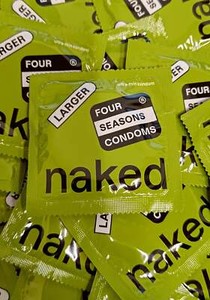 LARGER
FOUR ®
SEASONS
CONDOMS
naked